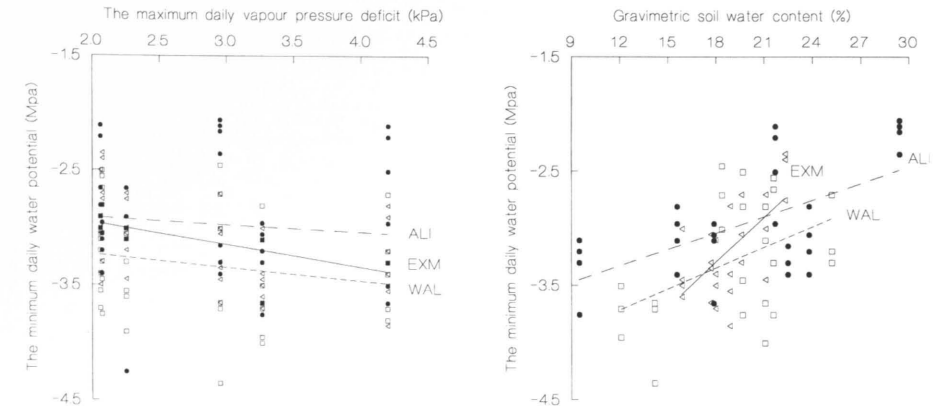 The maximum daily vapour pressure deficit (kPa)
2.0 2.5 3.0 3.5 4.0 4.5
-1.5
-2.5
-3.5
-4.5
The minimum daily water potential (Mpa)
ALI
EXM
WAL
Gravimetric soil water content (%)
9 12 15 18 21 24 27 30
-1.5
-2.5
-3.5
-4.5
The minimum daily water potential (Mpa)
EXM
ALI
WAL